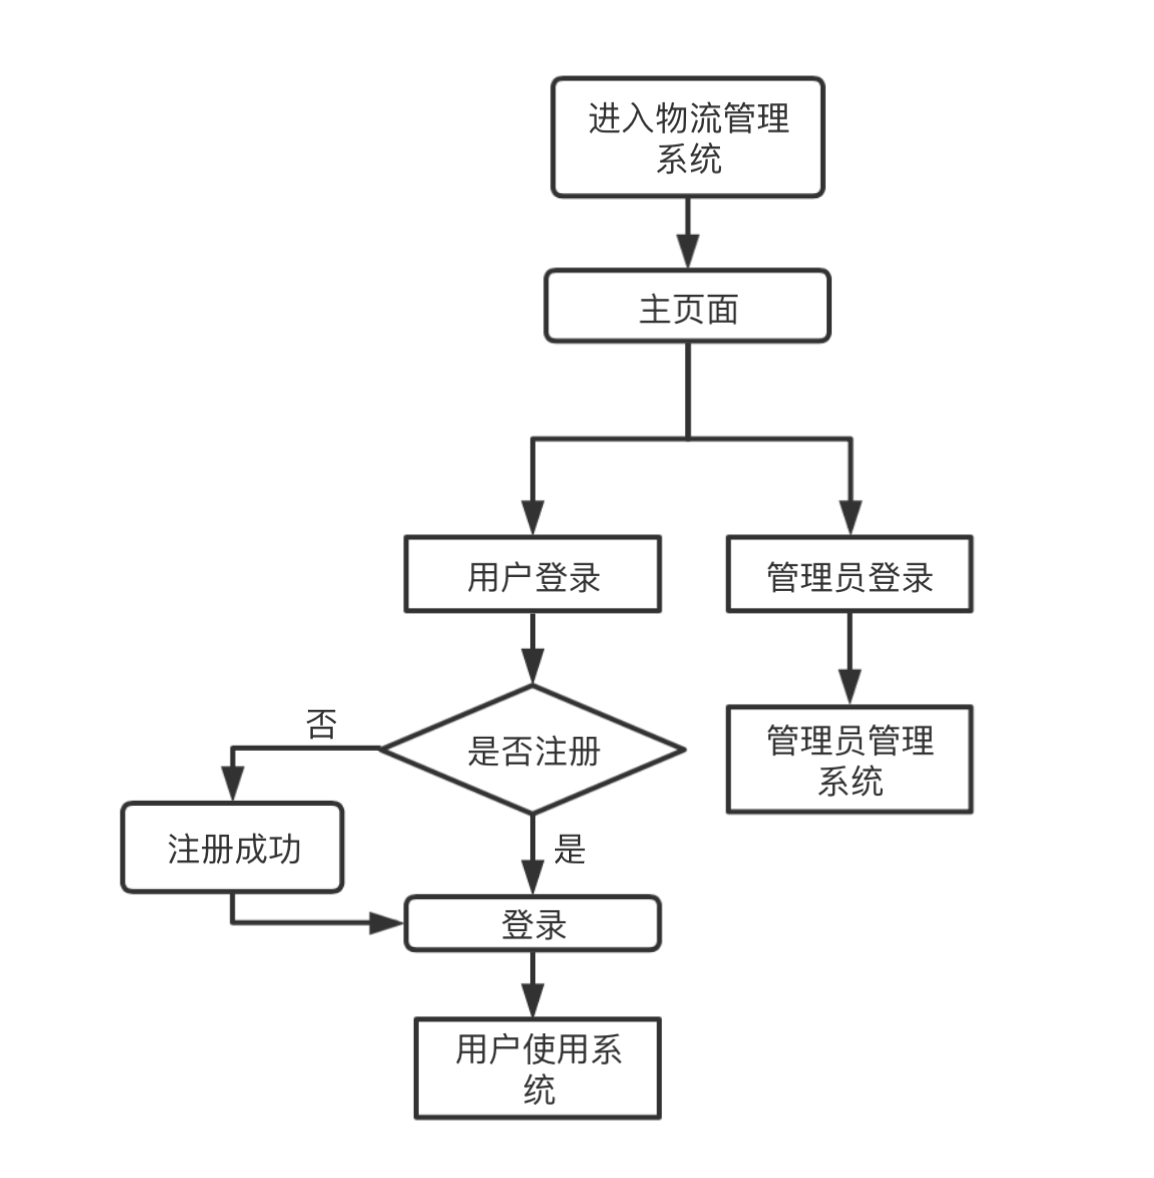 进入物流管理
系统
主页面
用户登录
管理员登录
否
是否注册
管理员管理
系统
注册成功
是
登录
用户使用系
统